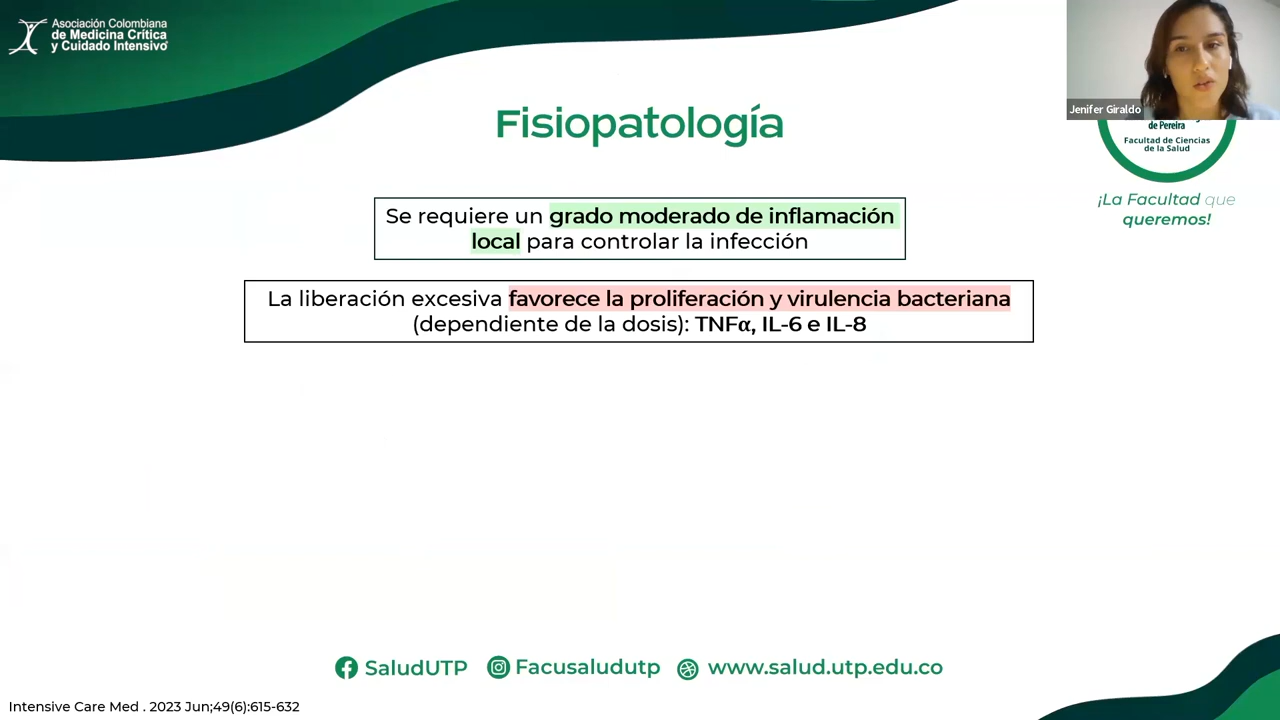 Asociación Colombiana
de Medicina Crítica
y Cuidado Intensivo
Jenifer Giraldo
de Pereira
Facultad de Ciencias
de la Salud
¡La Facultad que
queremos!
Fisiopatología
Se requiere un grado moderado de inflamación
local para controlar la infección
La liberación excesiva favorece la proliferación y virulencia bacteriana
(dependiente de la dosis): TNFα, IL-6 e IL-8
SaludUTP
Facusaludutp
www.salud.utp.edu.co
Intensive Care Med . 2023 Jun;49(6):615-632